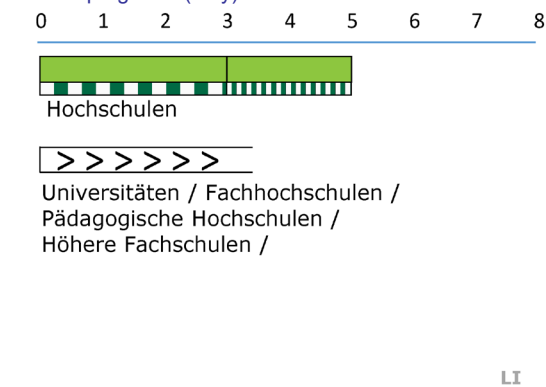 0 1 2 3 4 5 6 7 8
Hochschulen
> > > > > >
Universitäten / Fachhochschulen /
Pädagogische Hochschulen /
Höhere Fachschulen /
LI